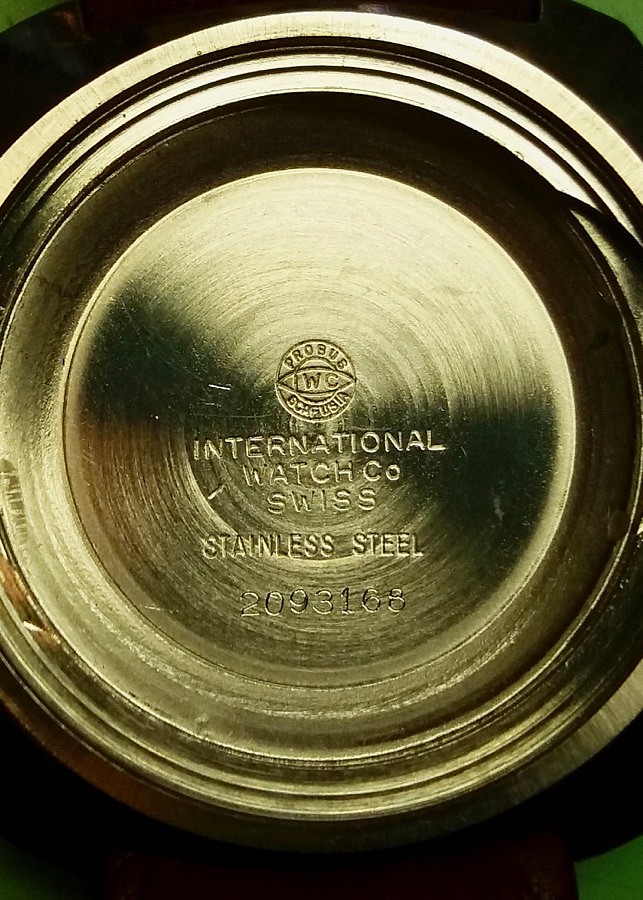 PROBUS
IWC
SCAFUSIA
INTERNATIONAL
WATCH Co
SWISS
STAINLESS STEEL
2093168